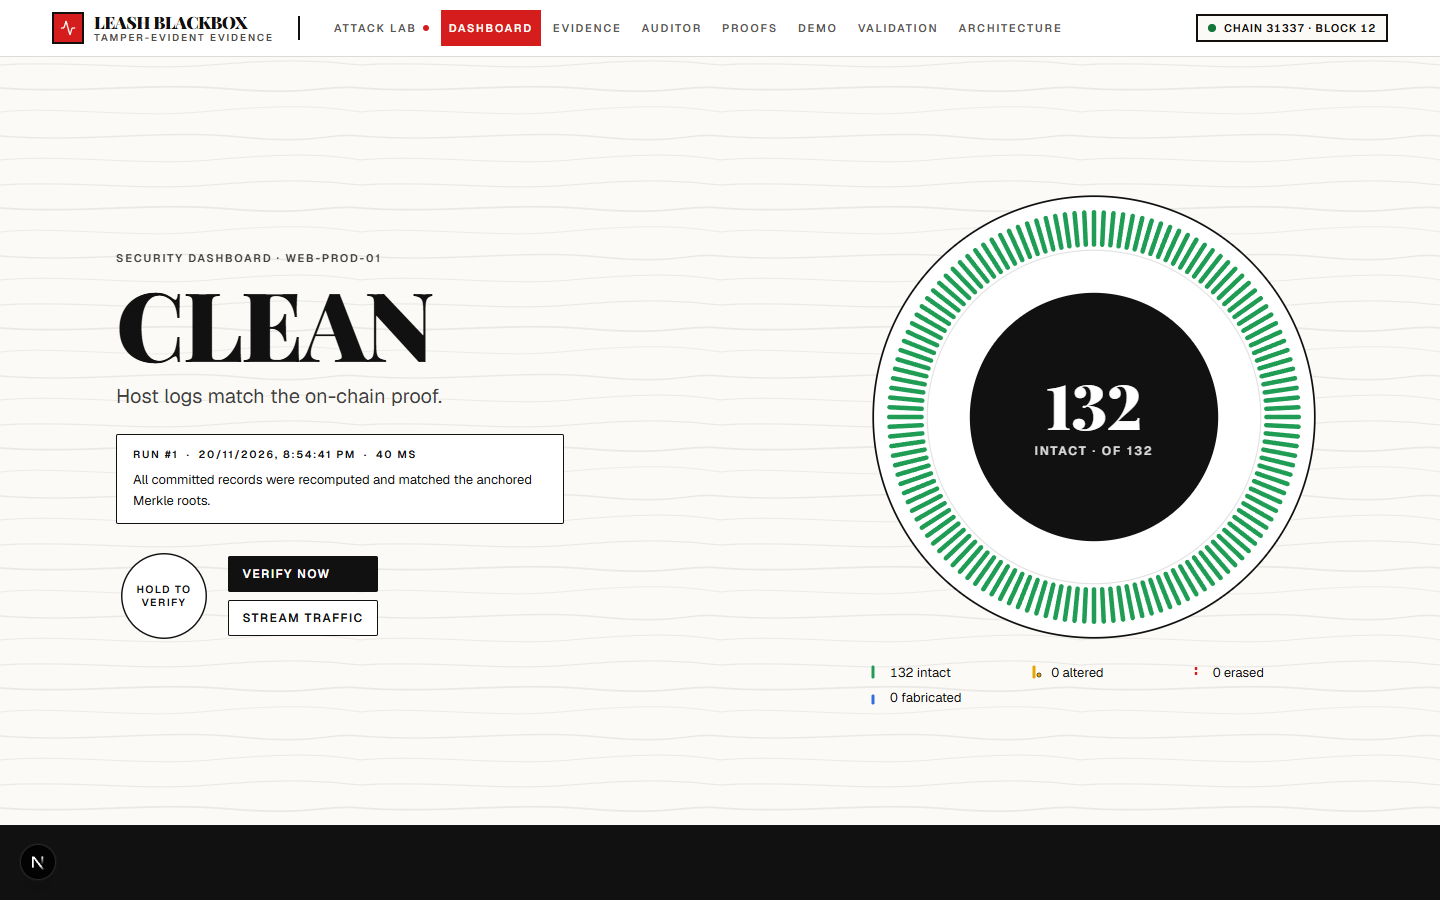 LEASH BLACKBOX
TAMPER-EVIDENT EVIDENCE
ATTACK LAB
DASHBOARD
EVIDENCE
AUDITOR
PROOFS
DEMO
VALIDATION
ARCHITECTURE
CHAIN 31337 · BLOCK 12
SECURITY DASHBOARD · WEB-PROD-01
CLEAN
Host logs match the on-chain proof.
RUN #1 · 20/11/2026, 8:54:41 PM · 40 MS
All committed records were recomputed and matched the anchored
Merkle roots.
HOLD TO
VERIFY
VERIFY NOW
STREAM TRAFFIC
132
INTACT · OF 132
132 intact
0 altered
0 erased
0 fabricated
N